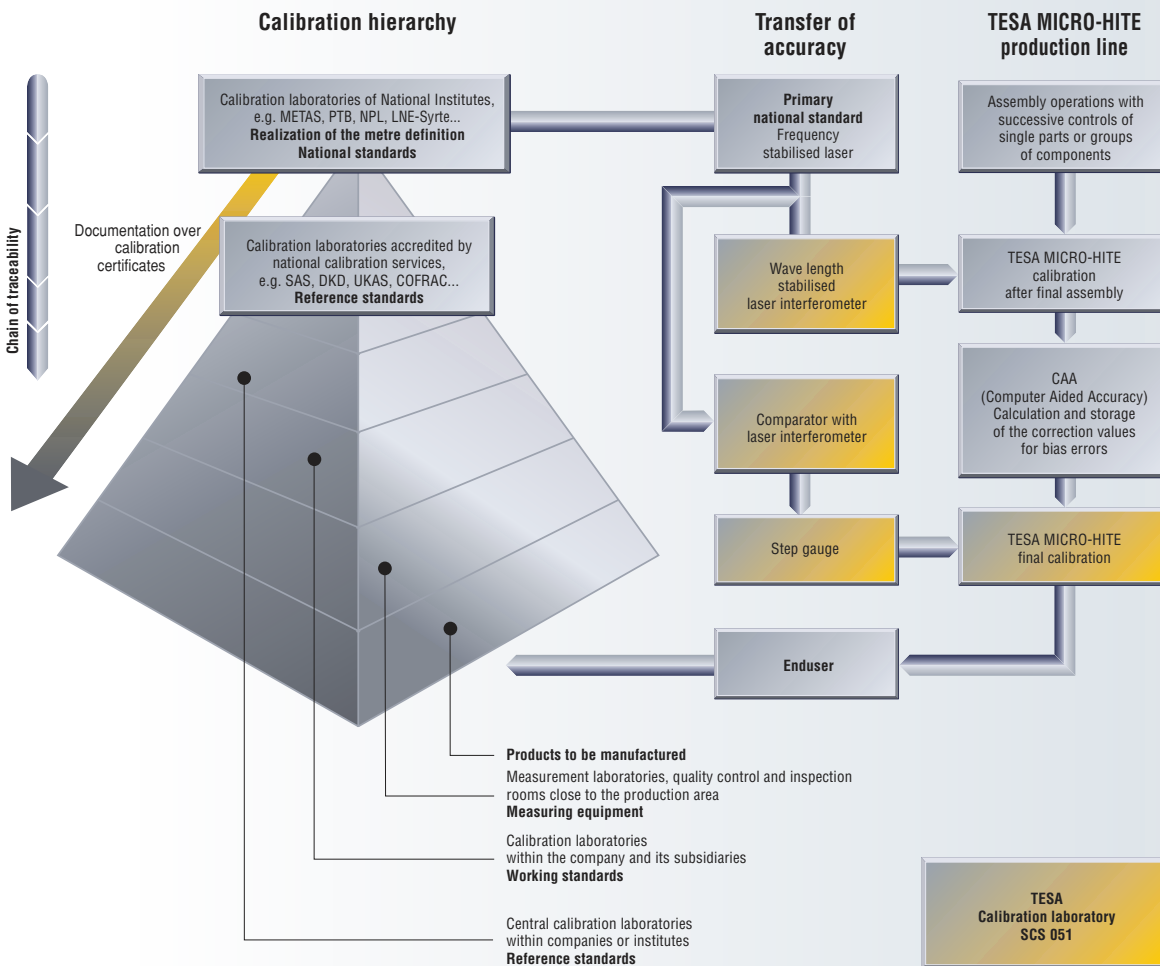 Calibration hierarchy
Transfer of
accuracy
TESA MICRO-HITE
production line
Chain of traceability
Calibration laboratories of National Institutes,
e.g. METAS, PTB, NPL, LNE-Syrte...
Realization of the metre definition
National standards
Documentation over
calibration
certificates
Calibration laboratories accredited by
national calibration services,
e.g. SAS, DKD, UKAS, COFRAC...
Reference standards
Primary
national standard
Frequency
stabilised laser
Wave length
stabilised
laser interferometer
Comparator with
laser interferometer
Step gauge
Enduser
Assembly operations with
successive controls of
single parts or groups
of components
TESA MICRO-HITE
calibration
after final assembly
CAA
(Computer Aided Accuracy)
Calculation and storage
of the correction values
for bias errors
TESA MICRO-HITE
final calibration
Products to be manufactured
Measurement laboratories, quality control and inspection
rooms close to the production area
Measuring equipment
Calibration laboratories
within the company and its subsidiaries
Working standards
Central calibration laboratories
within companies or institutes
Reference standards
TESA
Calibration laboratory
SCS 051